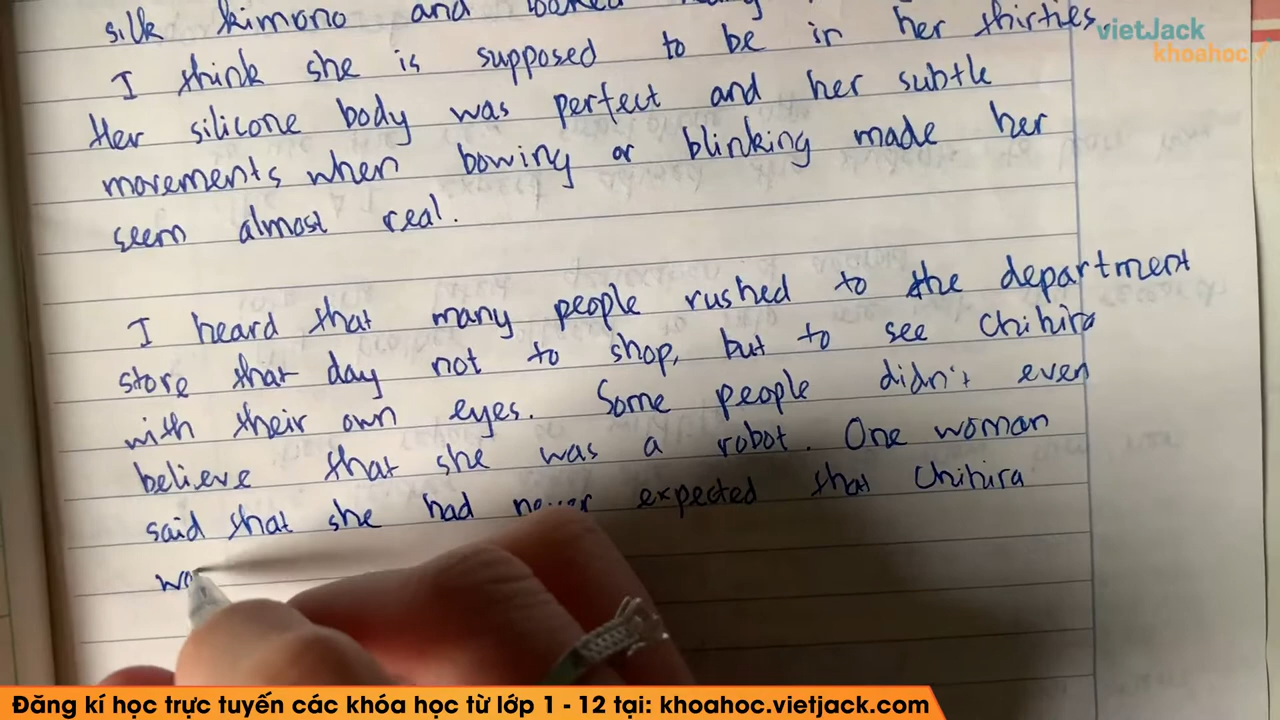 silk kimono and
I think she is supposed to be in her thirties.
Her silicone body was perfect and her subtle
movements when bowing or blinking made her
seem almost real.
I heard that many people rushed to the department
store that day not to shop, but to see Chihira
with their own eyes. Some people didn't even
believe that she was a robot. One woman
said that she had never expected that Chihira
vietJack
khoahoc
Đăng kí học trực tuyến các khóa học từ lớp 1 - 12 tại: khoahoc.vietjack.com